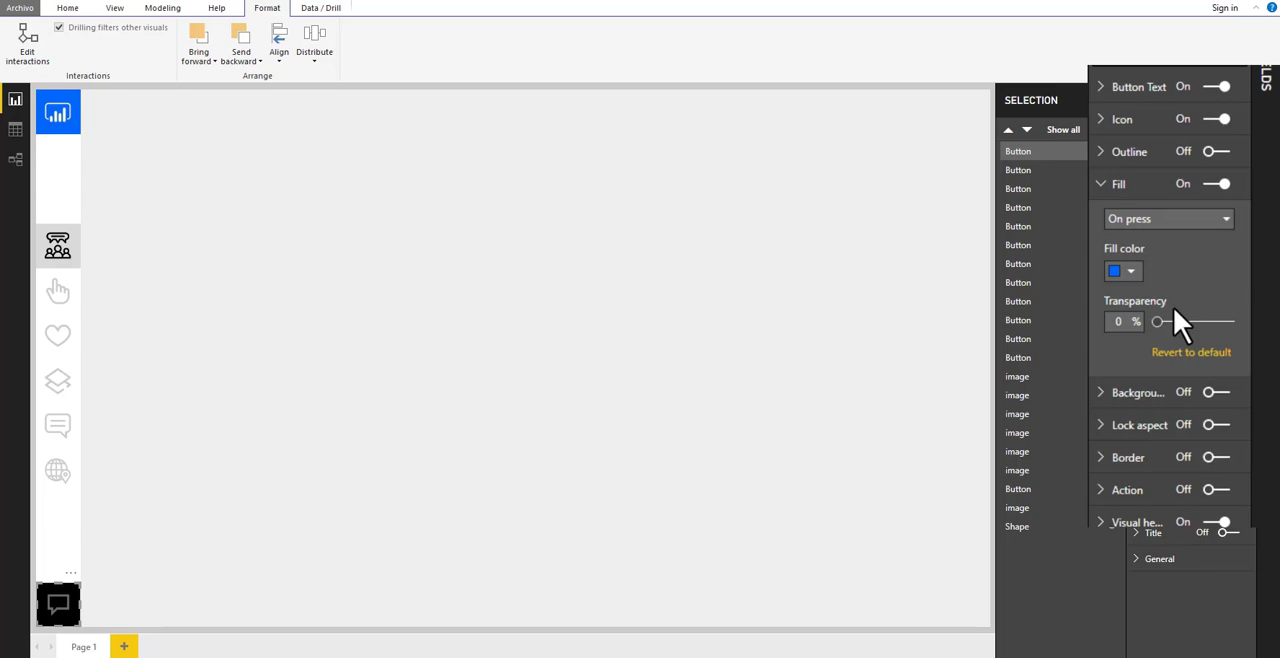 Archivo Home View Modeling Help Format Data / Drill Sign in ?
Drilling filters other visuals
Edit interactions
Bring forward
Send backward
Align
Distribute
Interactions
Arrange
SELECTION
Show all
Button
Button
Button
Button
Button
Button
Button
Button
Button
Button
Button
Button
image
image
image
image
image
image
Button
image
Shape
Button Text On
Icon On
Outline Off
Fill On
On press
Fill color
Transparency
0 %
Revert to default
Backgrou... Off
Lock aspect Off
Border Off
Action Off
Visual he... On
Title Off
General
...
Page 1
+